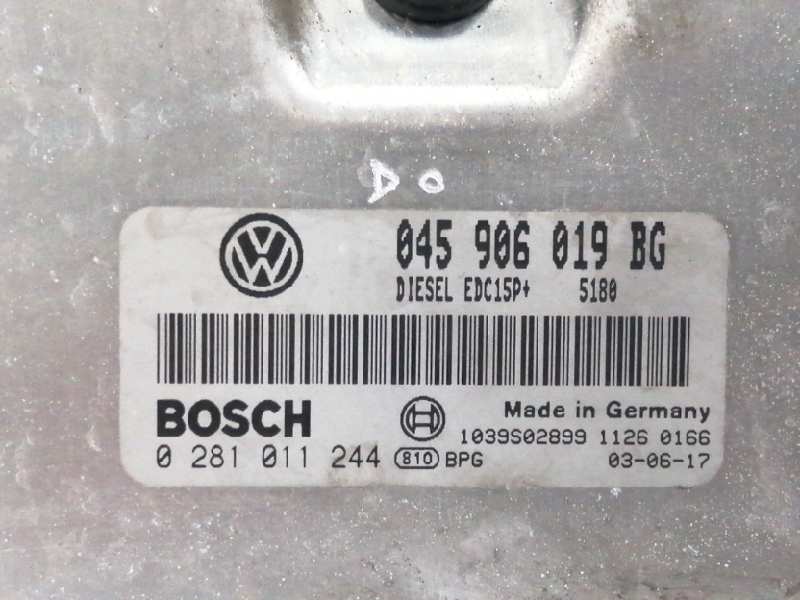 DO
045 906 019 BG
DIESEL EDC15P+ 5180
BOSCH Made in Germany
1039S02899 1126 0166
0 281 011 244 810 BPG 03-06-17